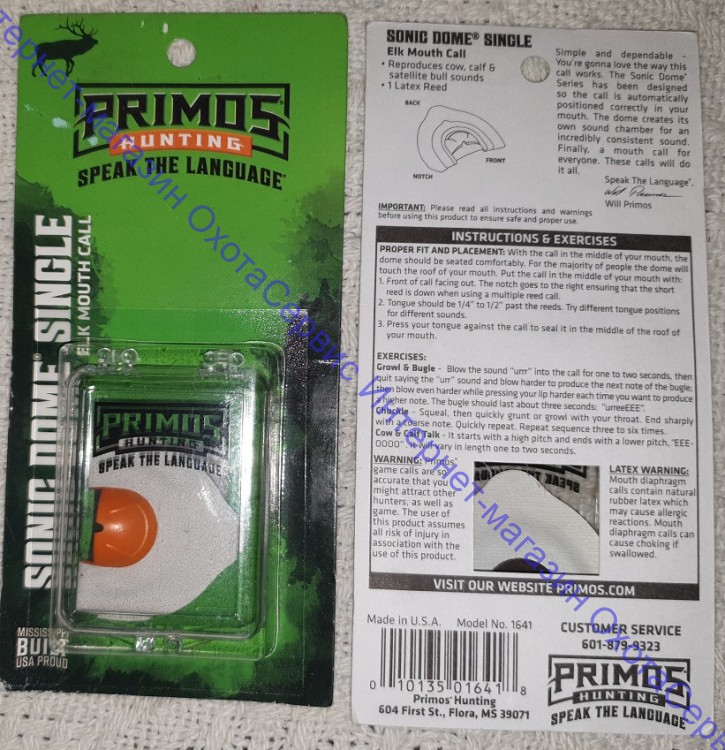 PRIMOS
HUNTING
SPEAK THE LANGUAGE
SONIC DOME® SINGLE
ELK MOUTH CALL
PRIMOS
HUNTING
SPEAK THE LANGUAGE
MISSISSIPPI
BUILT
USA PROUD
SONIC DOME® SINGLE
Elk Mouth Call
• Reproduces cow, calf &
satellite bull sounds
• 1 Latex Reed
BACK
FRONT
NOTCH
Simple and dependable -
You're gonna love the way this
call works. The Sonic Dome®
Series has been designed
so the call is automatically
positioned correctly in your
mouth. The dome creates its
own sound chamber for an
incredibly consistent sound.
Finally, a mouth call for
everyone. These calls will do
it all.
Speak The Language®.
Will Primos
Will Primos
IMPORTANT: Please read all instructions and warnings
before using this product to ensure safe and proper use.
INSTRUCTIONS & EXERCISES
PROPER FIT AND PLACEMENT: With the call in the middle of your mouth, the
dome should be seated comfortably. For the majority of people the dome will
touch the roof of your mouth. Put the call in the middle of your mouth with:
1. Front of call facing out. The notch goes to the right ensuring that the short
reed is down when using a multiple reed call.
2. Tongue should be 1/4" to 1/2" past the reeds. Try different tongue positions
for different sounds.
3. Press your tongue against the call to seal it in the middle of the roof of
your mouth.
EXERCISES:
Growl & Bugle - Blow the sound "urrr" into the call for one to two seconds, then
quit saying the "urr" sound and blow harder to produce the next note of the bugle;
then blow even harder while pressing your lip harder each time you want to produce
a higher note. The bugle should last about three seconds: "urreeEEE".
Chuckle - Squeal, then quickly grunt or growl with your throat. End sharply
with a coarse note. Quickly repeat. Repeat sequence three to six times.
Cow & Calf Talk - It starts with a high pitch and ends with a lower pitch, "EEE-
OOOO". It will vary in length one to two seconds.
WARNING: Primos®
game calls are so
accurate that you
might attract other
hunters, as well as
game. The user of
this product assumes
all risk of injury in
association with the
use of this product.
LATEX WARNING:
Mouth diaphragm
calls contain natural
rubber latex which
may cause allergic
reactions. Mouth
diaphragm calls can
cause choking if
swallowed.
VISIT OUR WEBSITE PRIMOS.COM
Made in U.S.A. Model No. 1641
0 10135 01641 8
Primos® Hunting
604 First St., Flora, MS 39071
CUSTOMER SERVICE
601-879-9323
PRIMOS
HUNTING
SPEAK THE LANGUAGE
Интернет-магазин ОхотаСервис Интернет-магазин ОхотаСерв